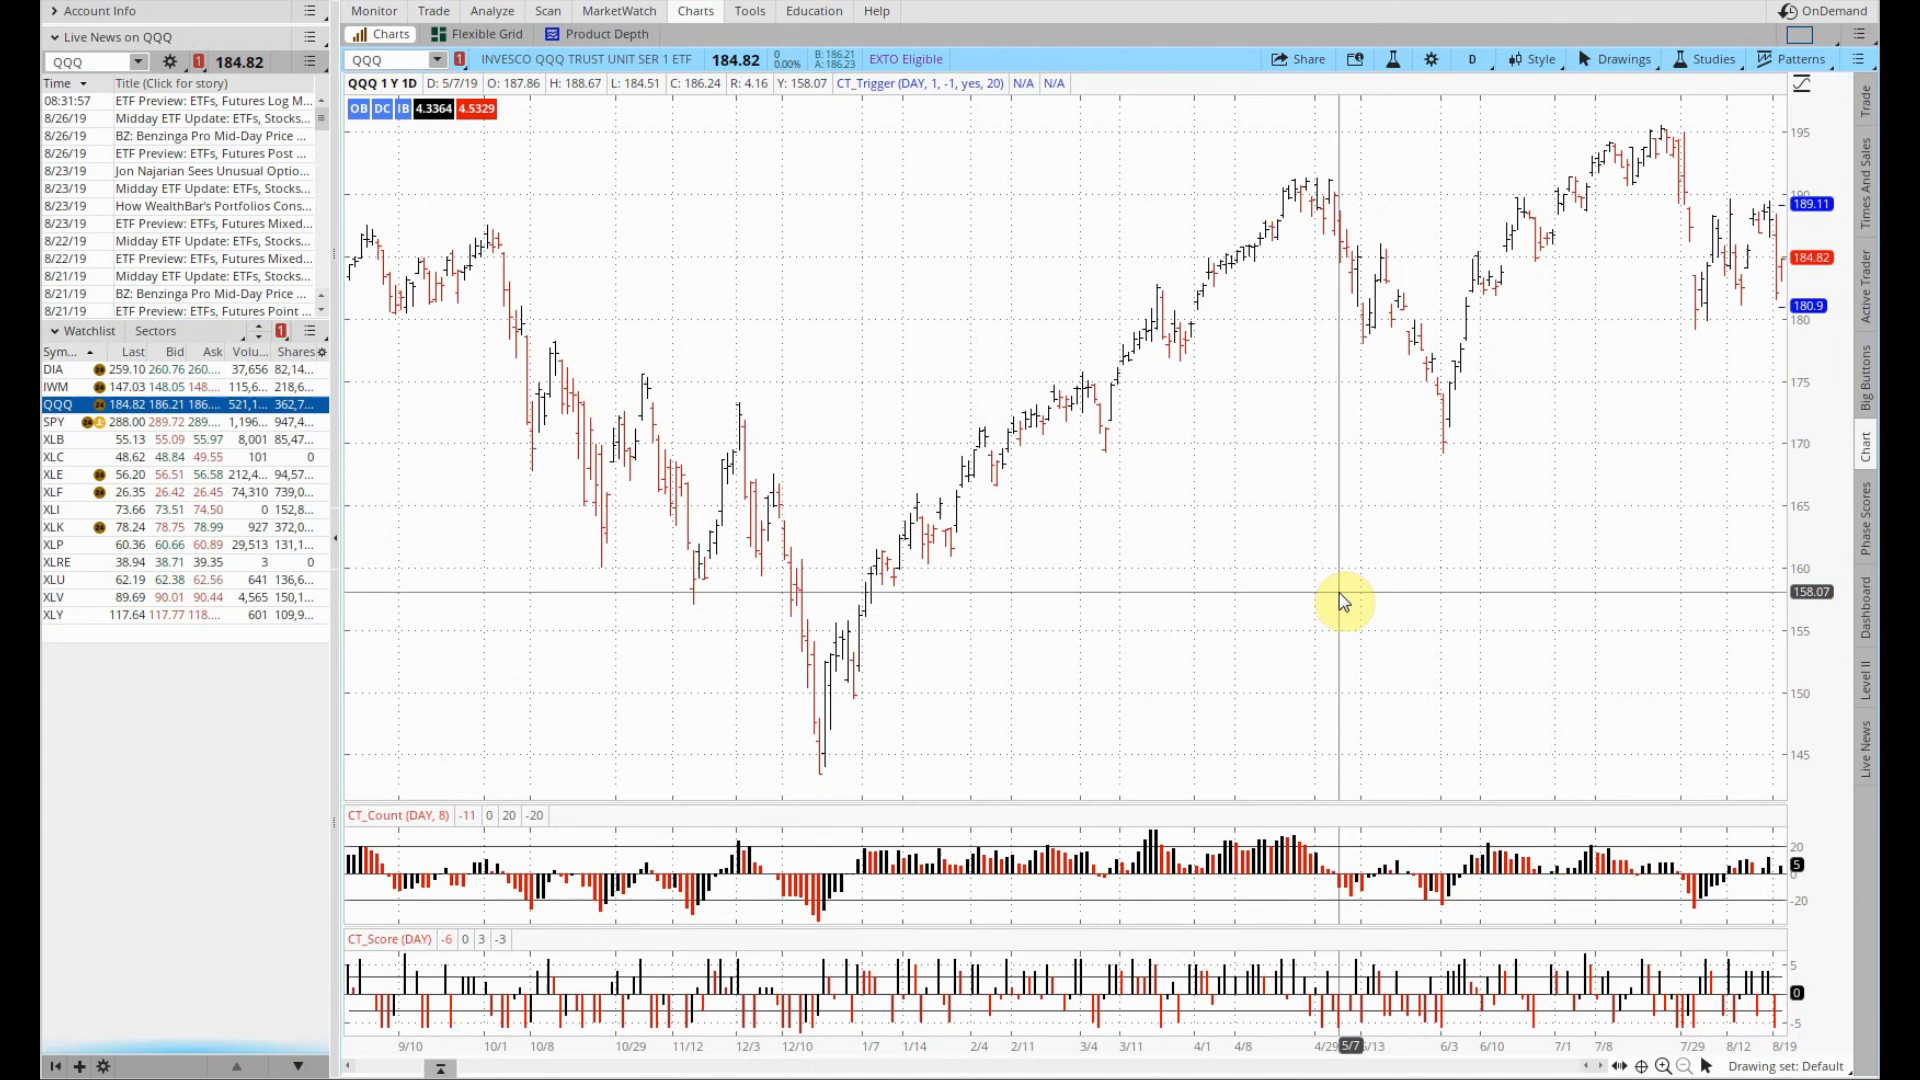 Account Info
Monitor Trade Analyze Scan MarketWatch Charts Tools Education Help OnDemand
Live News on QQQ
Charts Flexible Grid Product Depth
QQQ 1 184.82
QQQ 1 INVESCO QQQ TRUST UNIT SER 1 ETF 184.82 0 0.00% B: 186.21 A: 186.23 EXTO Eligible Share D Style Drawings Studies Patterns
QQQ 1 Y 1D D: 5/7/19 O: 187.86 H: 188.67 L: 184.51 C: 186.24 R: 4.16 Y: 158.07 CT_Trigger (DAY, 1, -1, yes, 20) N/A N/A
OB DC IB 4.3364 4.5329
Time Title (Click for story)
08:31:57 ETF Preview: ETFs, Futures Log M...
8/26/19 Midday ETF Update: ETFs, Stocks...
8/26/19 BZ: Benzinga Pro Mid-Day Price ...
8/26/19 ETF Preview: ETFs, Futures Post ...
8/23/19 Jon Najarian Sees Unusual Optio...
8/23/19 Midday ETF Update: ETFs, Stocks...
8/23/19 How WealthBar's Portfolios Cons...
8/23/19 ETF Preview: ETFs, Futures Mixed...
8/22/19 Midday ETF Update: ETFs, Stocks...
8/22/19 ETF Preview: ETFs, Futures Mixed...
8/21/19 Midday ETF Update: ETFs, Stocks...
8/21/19 BZ: Benzinga Pro Mid-Day Price ...
8/21/19 ETF Preview: ETFs, Futures Point ...
Watchlist Sectors 1
Sym... Last Bid Ask Volu... Shares
DIA 259.10 260.76 260.... 37,656 82,14...
IWM 147.03 148.05 148.... 115,6... 218,6...
QQQ 184.82 186.21 186.... 521,1... 362,7...
SPY 288.00 289.72 289.... 1,196... 947,4...
XLB 55.13 55.09 55.97 8,001 85,47...
XLC 48.62 48.84 49.55 101 0
XLE 56.20 56.51 56.58 212,4... 94,57...
XLF 26.35 26.42 26.45 74,310 739,0...
XLI 73.66 73.51 74.50 0 152,8...
XLK 78.24 78.75 78.99 927 372,0...
XLP 60.36 60.66 60.89 29,513 131,1...
XLRE 38.94 38.71 39.35 3 0
XLU 62.19 62.38 62.56 641 136,6...
XLV 89.69 90.01 90.44 4,565 150,1...
XLY 117.64 117.77 118.... 601 109,9...
195
190
189.11
184.82
180.9
180
175
170
165
160
158.07
155
150
145
CT_Count (DAY, 8) -11 0 20 -20
20
5
0
-20
CT_Score (DAY) -6 0 3 -3
5
0
-5
9/10 10/1 10/8 10/29 11/12 12/3 12/10 1/7 1/14 2/4 2/11 3/4 3/11 4/1 4/8 4/29 5/7 5/13 6/3 6/10 7/1 7/8 7/29 8/12 8/19
Drawing set: Default
Trade
Times And Sales
Active Trader
Big Buttons
Chart
Phase Scores
Dashboard
Level II
Live News